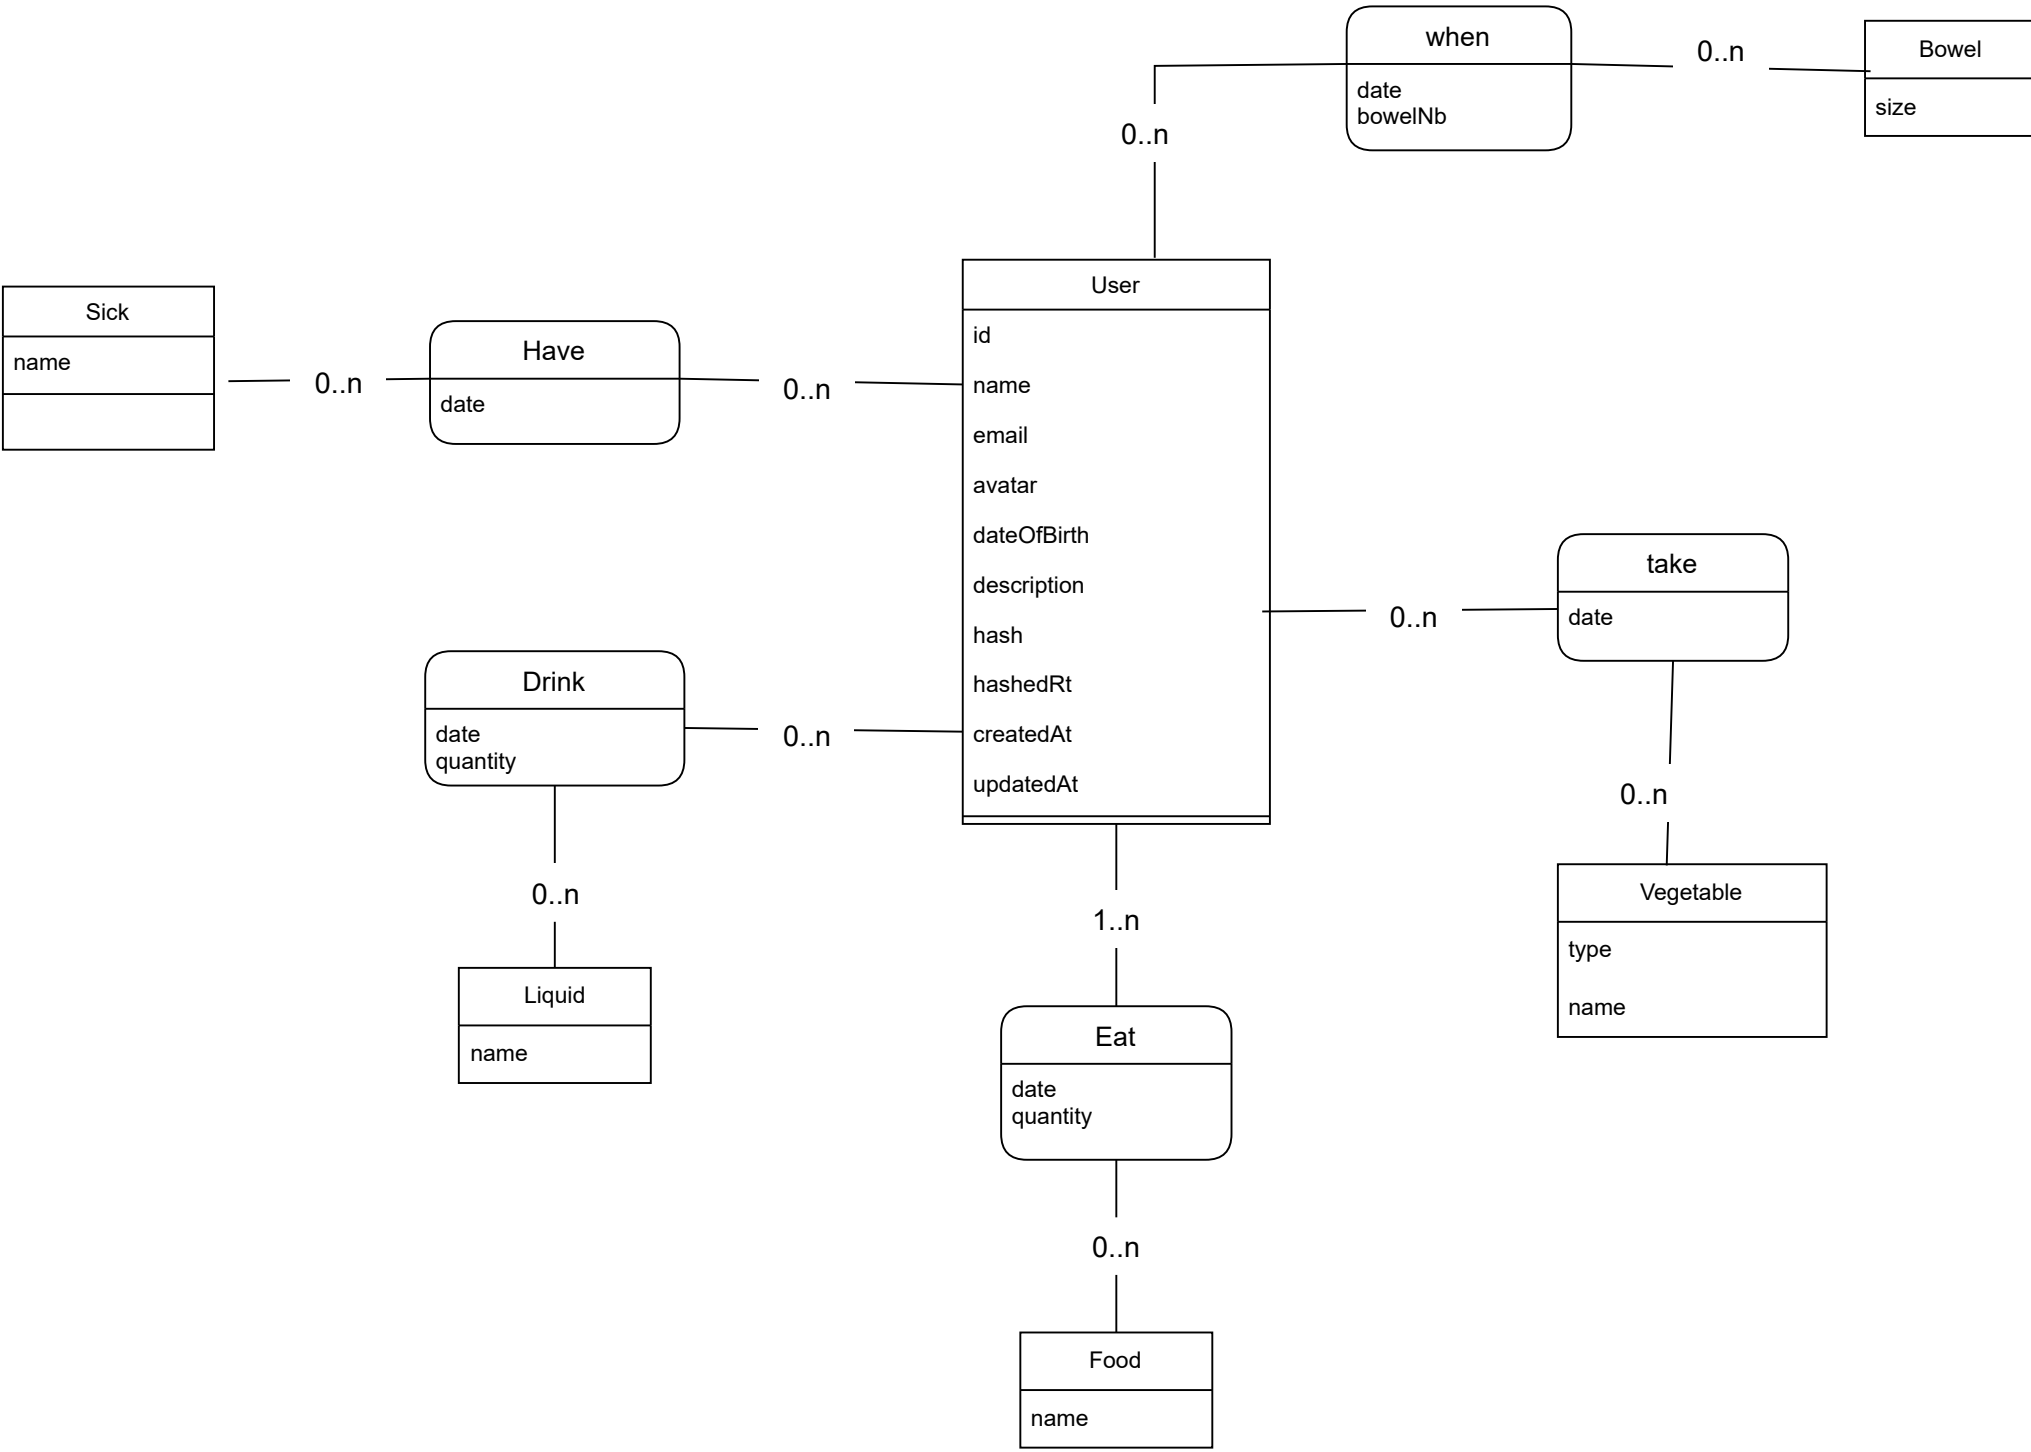 when
date
bowelNb
0..n
Bowel
size
0..n
Sick
name
0..n
Have
date
0..n
User
id
name
email
avatar
dateOfBirth
description
hash
hashedRt
createdAt
updatedAt
0..n
take
date
0..n
Vegetable
type
name
Drink
date
quantity
0..n
0..n
Liquid
name
1..n
Eat
date
quantity
0..n
Food
name